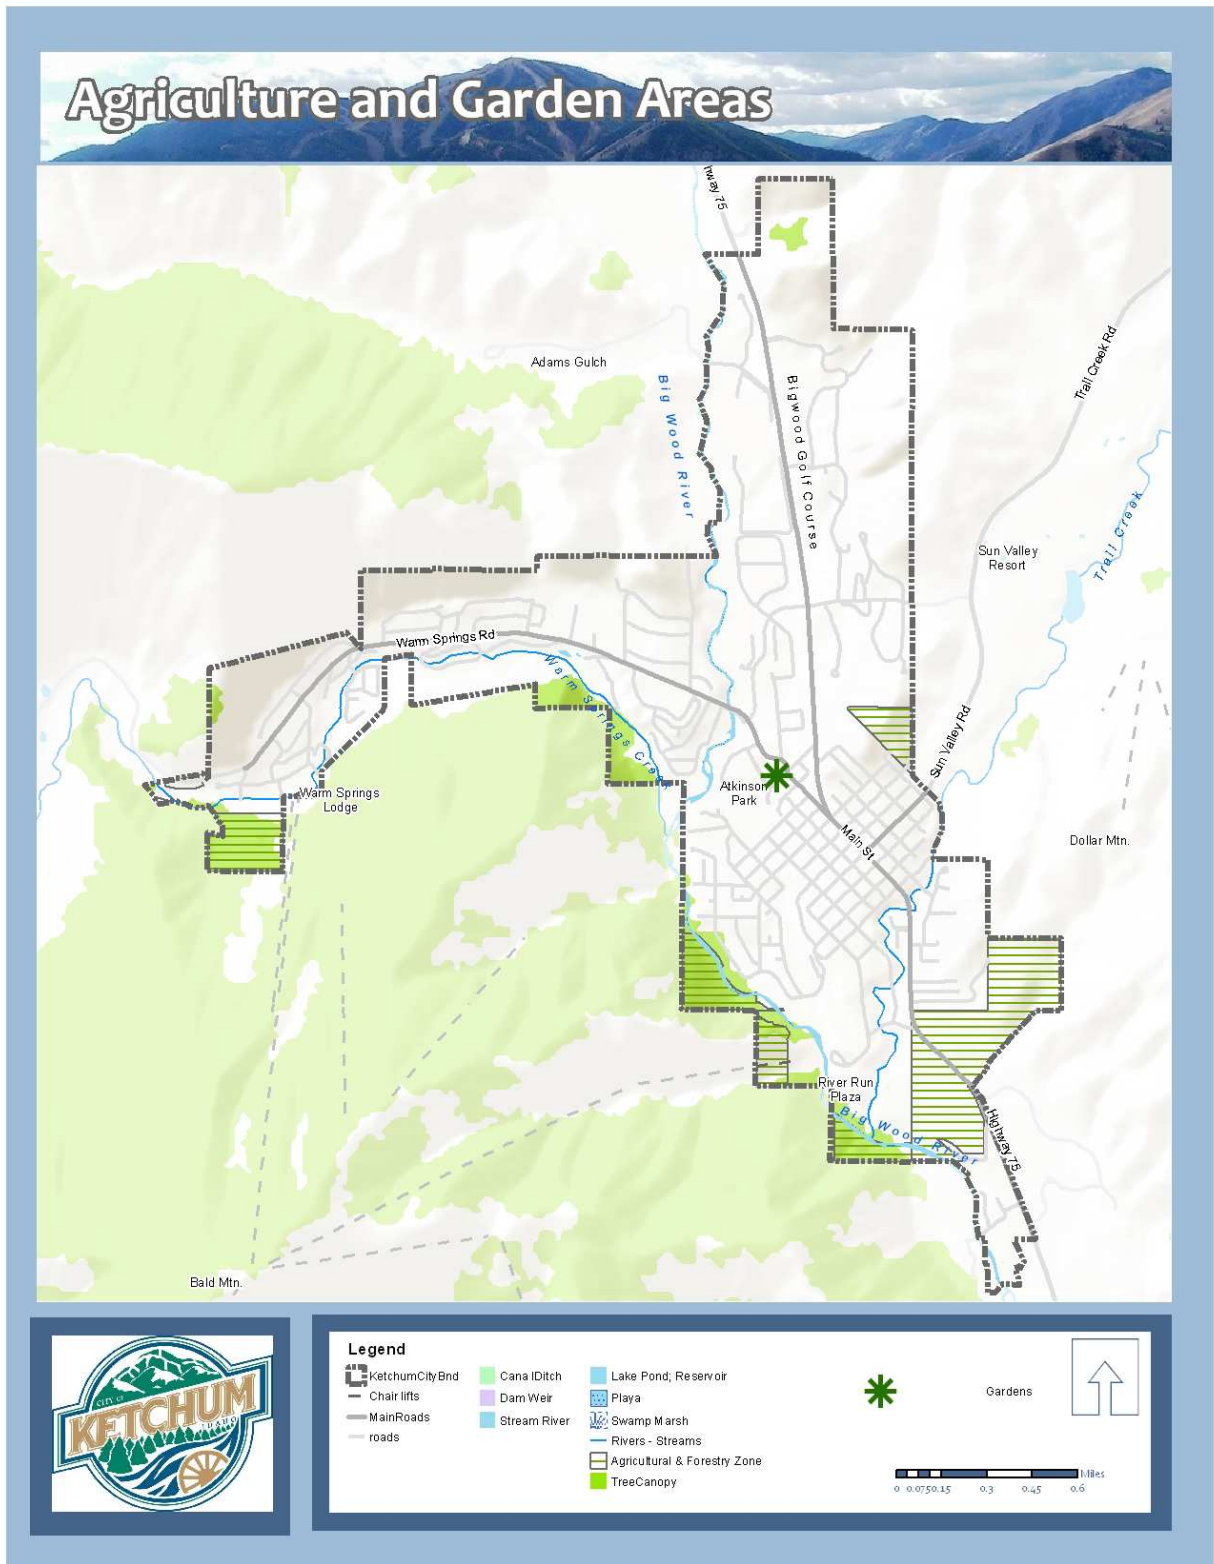 Agriculture and Garden Areas
hway 75
Adams Gulch
Trail Creek Rd
Big Wood River
Bigwood Golf Course
Trail Creek
Sun Valley
Resort
Warm Springs Rd
Warm Springs Creek
Sun Valley Rd
Warm Springs
Lodge
Atkinson
Park
Main St
Dollar Mtn.
River Run
Plaza
Big Wood River
Highway 75
Bald Mtn.
CITY OF
KETCHUM
IDAHO
Legend
KetchumCityBnd
Chair lifts
MainRoads
roads
Cana lDitch
Dam Weir
Stream River
Lake Pond; Reservoir
Playa
Swamp Marsh
Rivers - Streams
Agricultural & Forestry Zone
TreeCanopy
Gardens
Miles
0 0.075 0.15 0.3 0.45 0.6